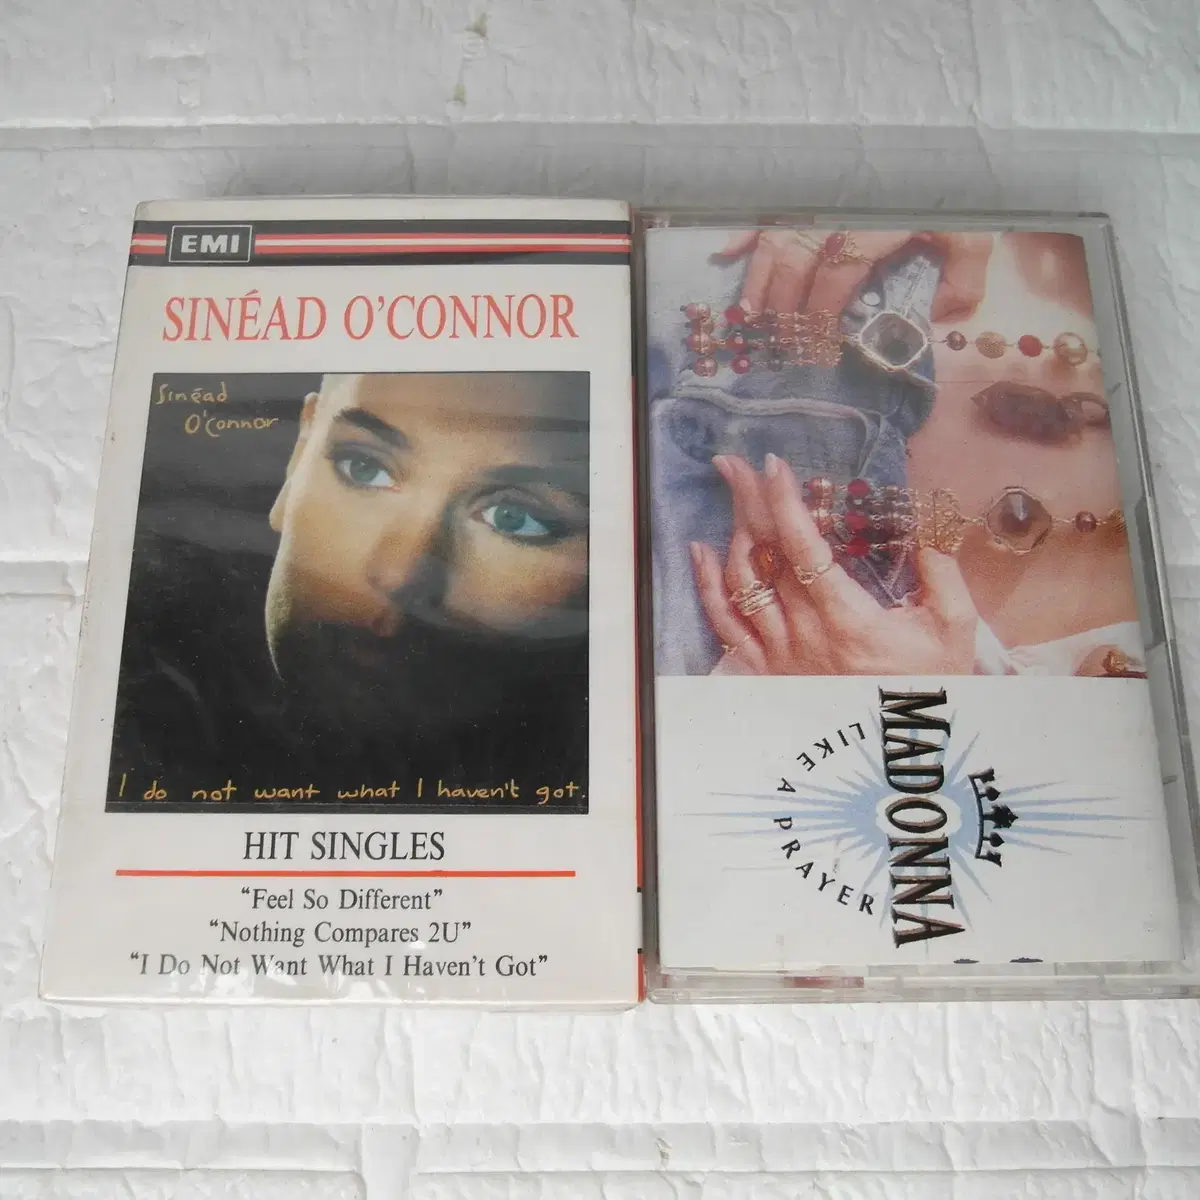 EMI
SINÉAD O'CONNOR
Sinéad
O'Connor
I do not want what I haven't got.
HIT SINGLES
“Feel So Different”
“Nothing Compares 2U”
“I Do Not Want What I Haven't Got”
MADONNA
LIKE A PRAYER